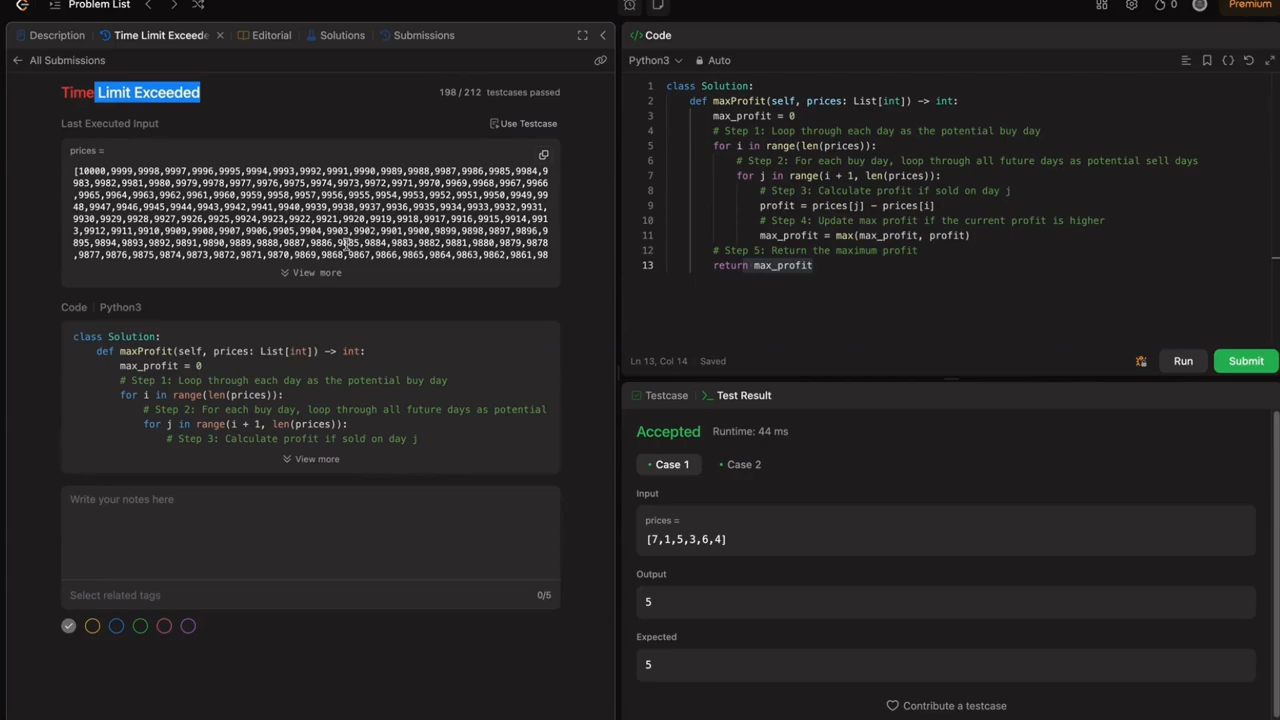 Problem List
0
Premium
Description
Time Limit Exceede
Editorial
Solutions
Submissions
All Submissions
Time Limit Exceeded
198 / 212 testcases passed
Last Executed Input
Use Testcase
prices =
[10000,9999,9998,9997,9996,9995,9994,9993,9992,9991,9990,9989,9988,9987,9986,9985,9984,9
983,9982,9981,9980,9979,9978,9977,9976,9975,9974,9973,9972,9971,9970,9969,9968,9967,9966
,9965,9964,9963,9962,9961,9960,9959,9958,9957,9956,9955,9954,9953,9952,9951,9950,9949,99
48,9947,9946,9945,9944,9943,9942,9941,9940,9939,9938,9937,9936,9935,9934,9933,9932,9931,
9930,9929,9928,9927,9926,9925,9924,9923,9922,9921,9920,9919,9918,9917,9916,9915,9914,991
3,9912,9911,9910,9909,9908,9907,9906,9905,9904,9903,9902,9901,9900,9899,9898,9897,9896,9
895,9894,9893,9892,9891,9890,9889,9888,9887,9886,9885,9884,9883,9882,9881,9880,9879,9878
,9877,9876,9875,9874,9873,9872,9871,9870,9869,9868,9867,9866,9865,9864,9863,9862,9861,98
View more
Code | Python3
class Solution:
def maxProfit(self, prices: List[int]) -> int:
max_profit = 0
# Step 1: Loop through each day as the potential buy day
for i in range(len(prices)):
# Step 2: For each buy day, loop through all future days as potential
for j in range(i + 1, len(prices)):
# Step 3: Calculate profit if sold on day j
View more
Write your notes here
Select related tags
0/5
Code
Python3
Auto
1 class Solution:
2 def maxProfit(self, prices: List[int]) -> int:
3 max_profit = 0
4 # Step 1: Loop through each day as the potential buy day
5 for i in range(len(prices)):
6 # Step 2: For each buy day, loop through all future days as potential sell days
7 for j in range(i + 1, len(prices)):
8 # Step 3: Calculate profit if sold on day j
9 profit = prices[j] - prices[i]
10 # Step 4: Update max profit if the current profit is higher
11 max_profit = max(max_profit, profit)
12 # Step 5: Return the maximum profit
13 return max_profit
Ln 13, Col 14 Saved
Run
Submit
Testcase
Test Result
Accepted Runtime: 44 ms
Case 1
Case 2
Input
prices =
[7,1,5,3,6,4]
Output
5
Expected
5
Contribute a testcase